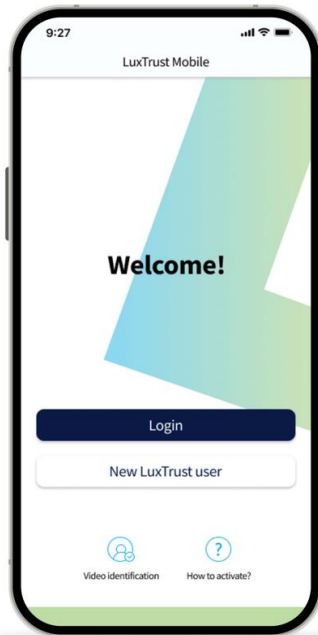 9:27
LuxTrust Mobile
Welcome!
Login
New LuxTrust user
?
Video identification
How to activate?